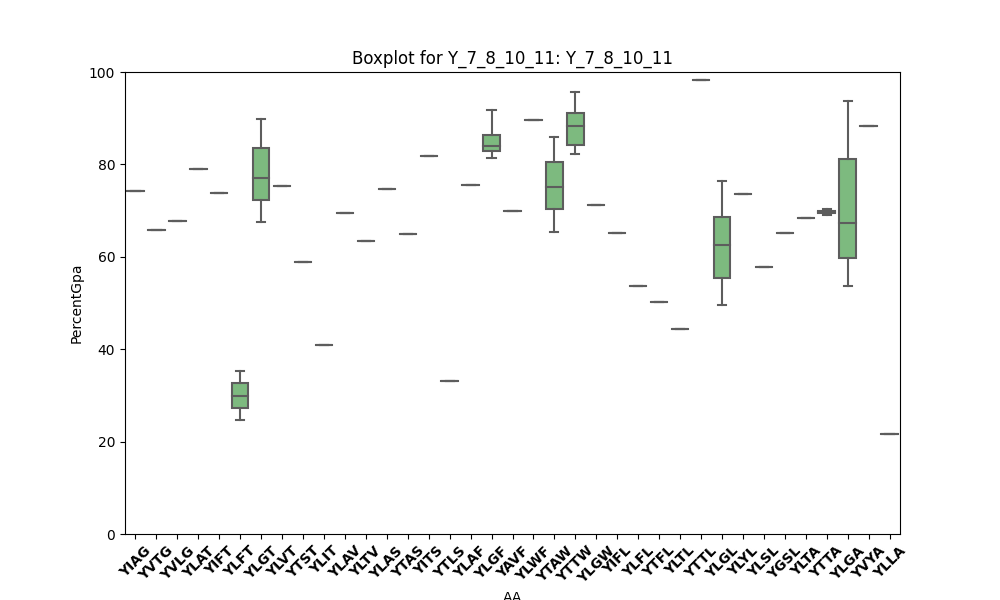 Boxplot for Y_7_8_10_11: Y_7_8_10_11
100
80
60
40
20
0
PercentGpa
YIAG YVTG YVLG YLAT YIFT YLFT YLGT YLVT YTST YLIT YLAV YLTV YLAS YTAS YITS YTLS YLAF YLGF YAVF YLWF YTAW YTTW YLGW YIFL YLFL YTFL YLTL YTTL YLGL YLYL YLSL YGSL YLTA YTTA YLGA YVYA YLLA
AA